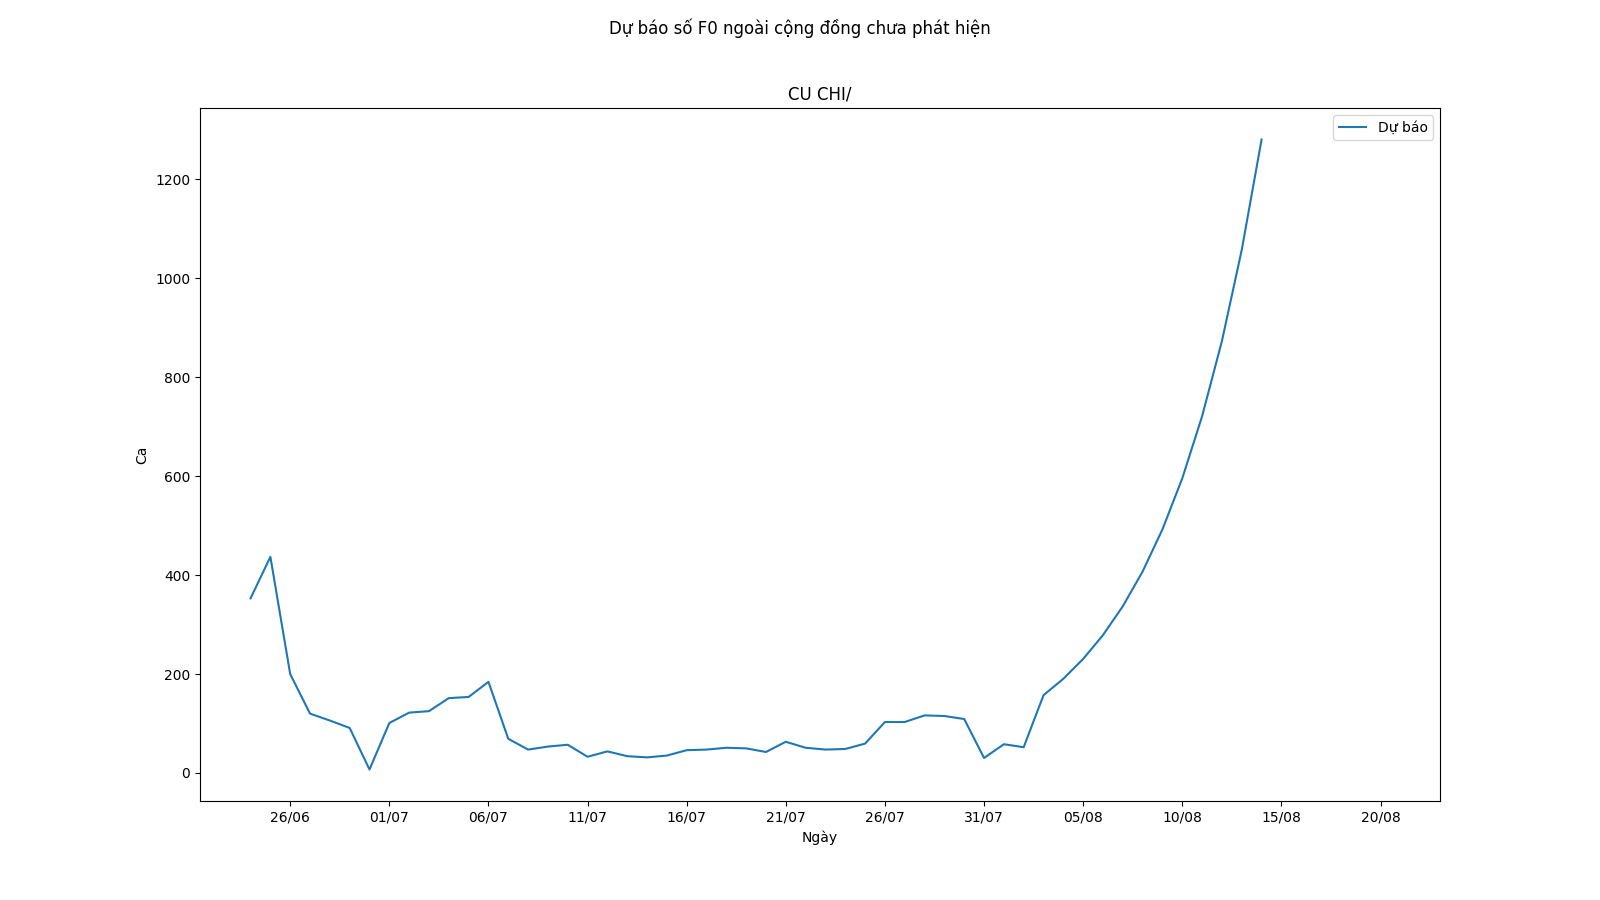 Dự báo số F0 ngoài cộng đồng chưa phát hiện
CU CHI/
Dự báo
1200
1000
800
600
400
200
0
Ca
26/06 01/07 06/07 11/07 16/07 21/07 26/07 31/07 05/08 10/08 15/08 20/08
Ngày